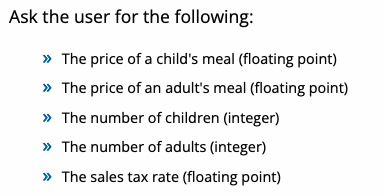 Ask the user for the following:
» The price of a child's meal (floating point)
» The price of an adult's meal (floating point)
» The number of children (integer)
» The number of adults (integer)
» The sales tax rate (floating point)